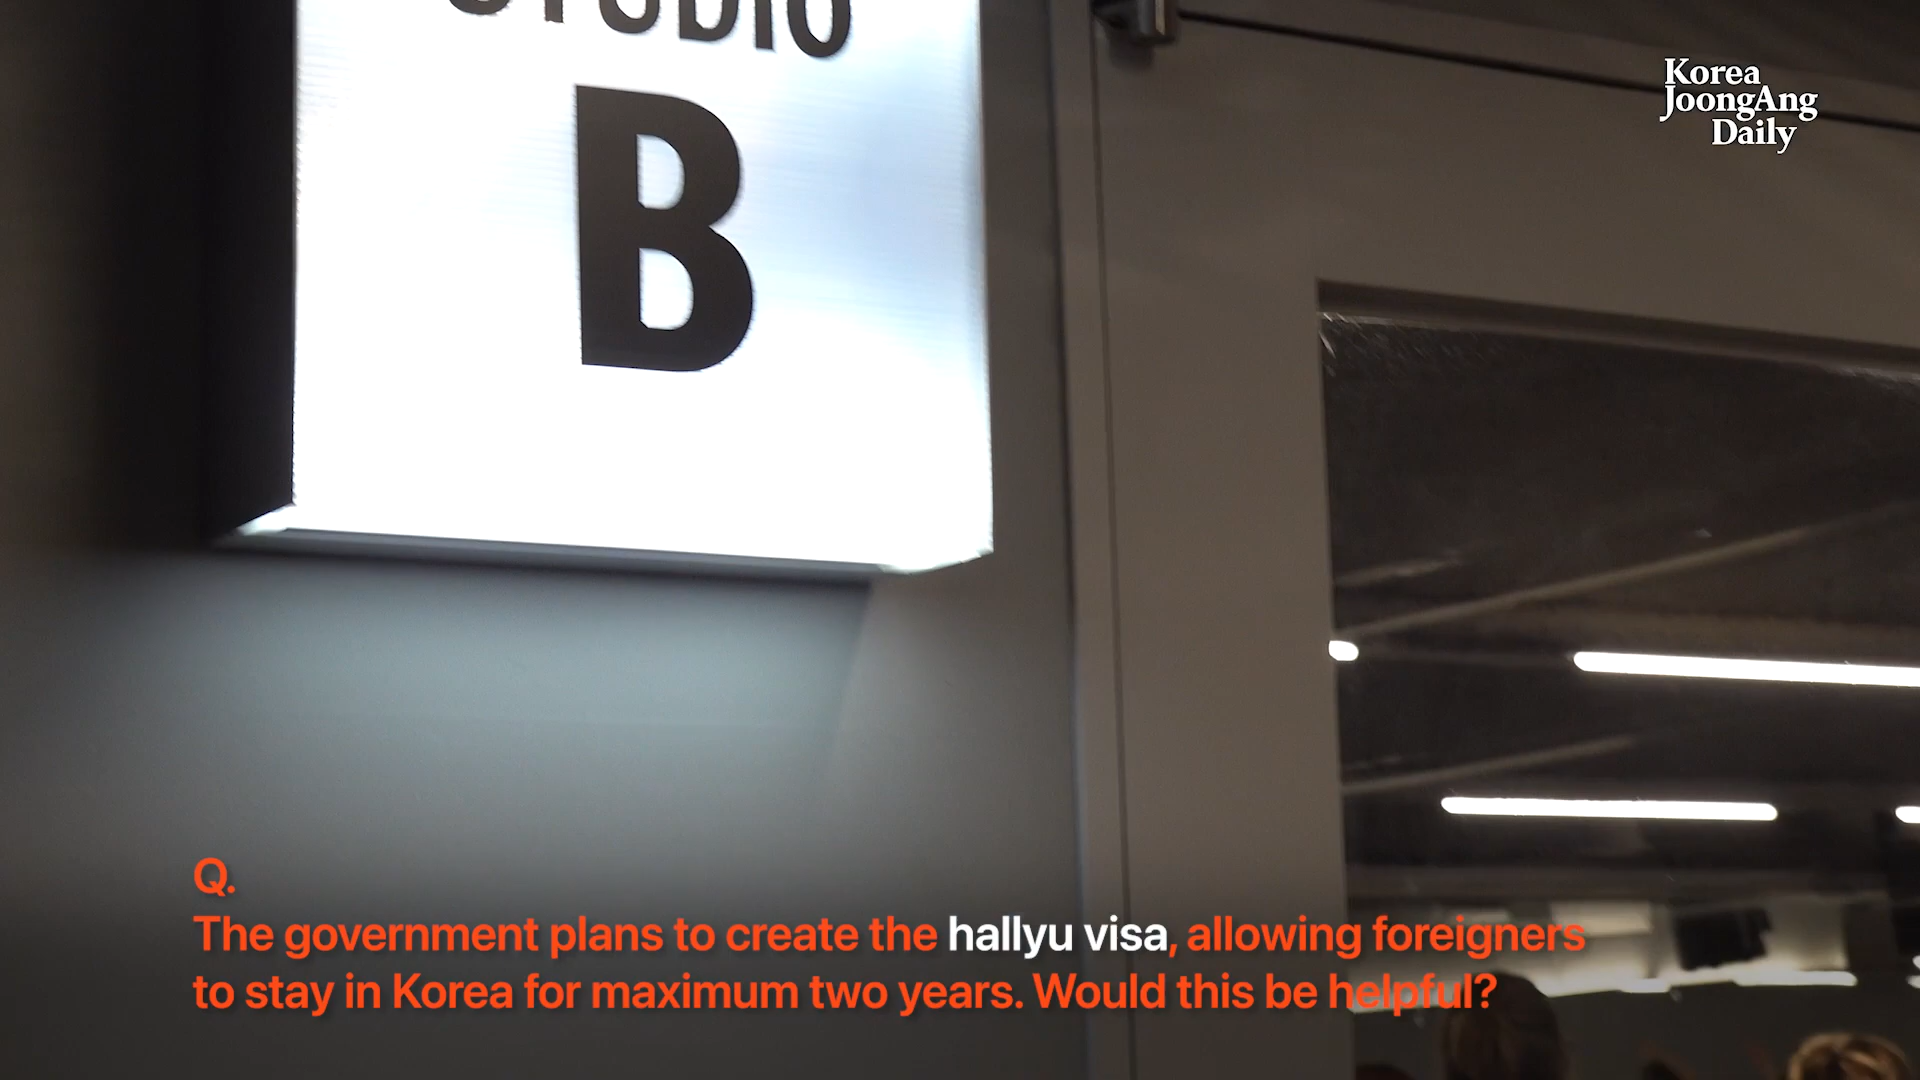 STUDIO
B
Korea
JoongAng
Daily
Q.
The government plans to create the hallyu visa, allowing foreigners
to stay in Korea for maximum two years. Would this be helpful?